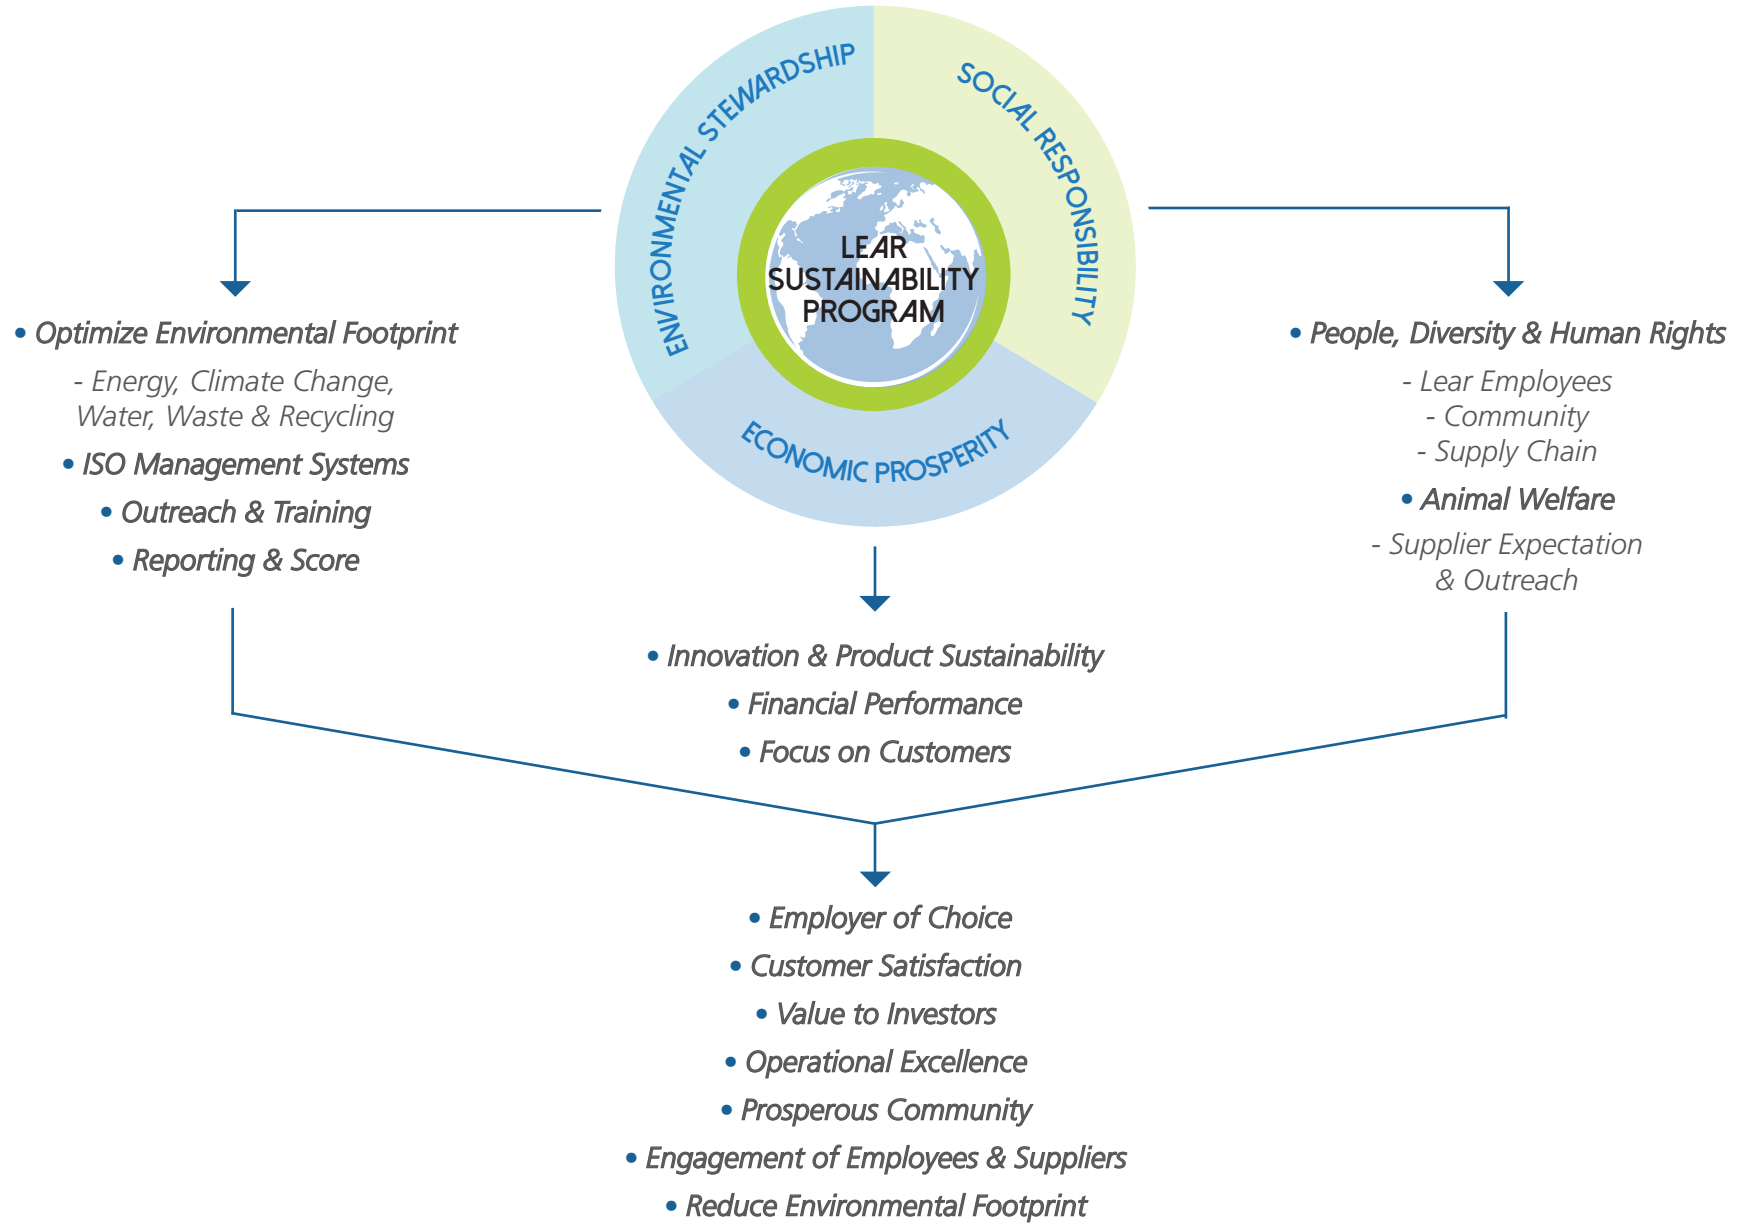 ENVIRONMENTAL STEWARDSHIP
SOCIAL RESPONSIBILITY
ECONOMIC PROSPERITY
LEAR
SUSTAINABILITY
PROGRAM
• Optimize Environmental Footprint
- Energy, Climate Change,
Water, Waste & Recycling
• ISO Management Systems
• Outreach & Training
• Reporting & Score
• People, Diversity & Human Rights
- Lear Employees
- Community
- Supply Chain
• Animal Welfare
- Supplier Expectation
& Outreach
• Innovation & Product Sustainability
• Financial Performance
• Focus on Customers
• Employer of Choice
• Customer Satisfaction
• Value to Investors
• Operational Excellence
• Prosperous Community
• Engagement of Employees & Suppliers
• Reduce Environmental Footprint